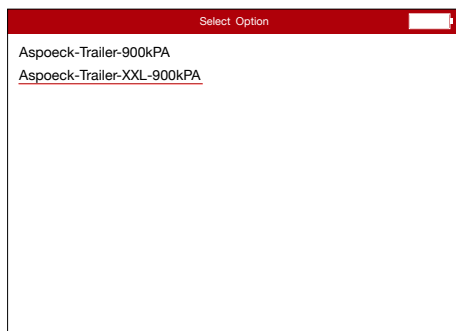 Select Option
Aspoeck-Trailer-900kPA
Aspoeck-Trailer-XXL-900kPA